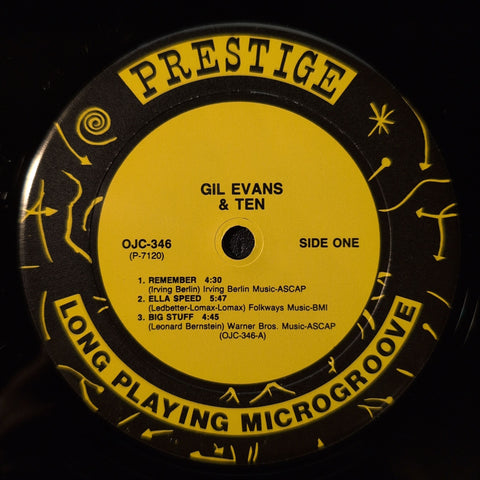 PRESTIGE
GIL EVANS
& TEN
OJC-346 SIDE ONE
(P-7120)
1. REMEMBER 4:30
(Irving Berlin) Irving Berlin Music-ASCAP
2. ELLA SPEED 5:47
(Ledbetter-Lomax-Lomax) Folkways Music-BMI
3. BIG STUFF 4:45
(Leonard Bernstein) Warner Bros. Music-ASCAP
(OJC-346-A)
LONG PLAYING MICROGROOVE